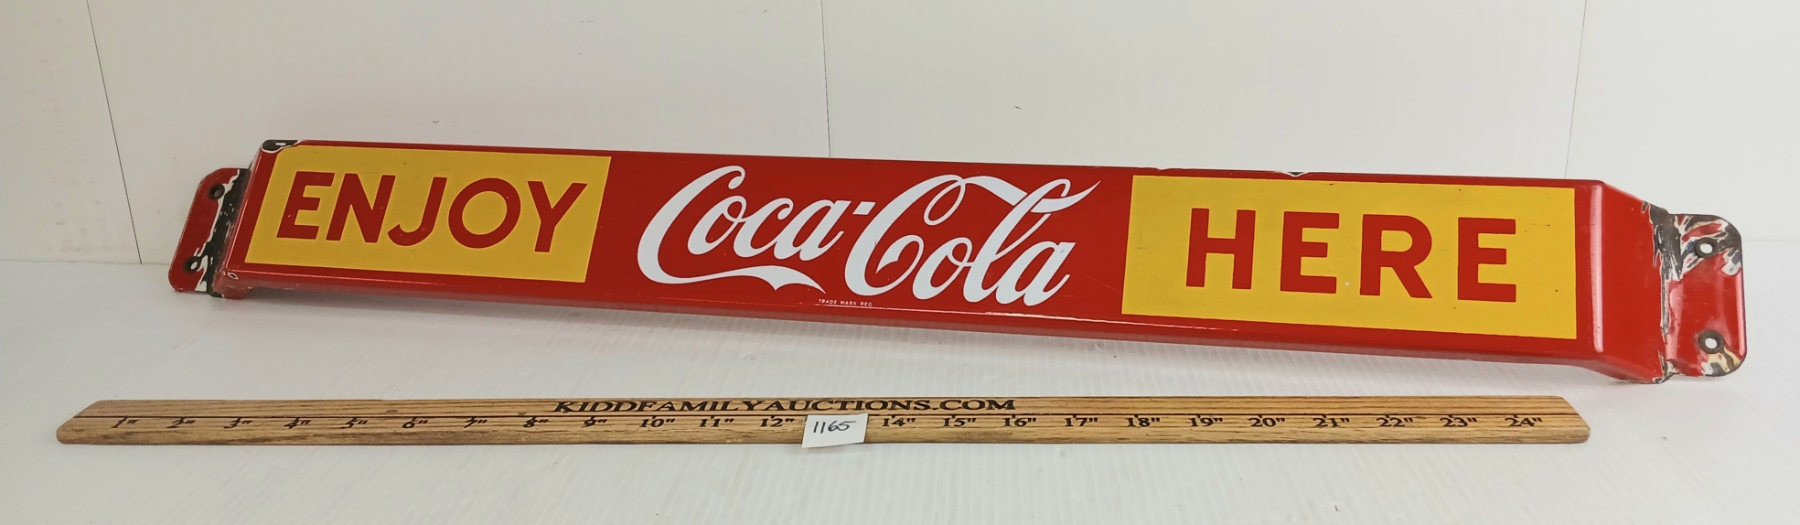 ENJOY Coca-Cola HERE
TRADE MARK REG
KIDDFAMILYAUCTIONS.COM
1" 2" 3" 4" 5" 6" 7" 8" 9" 10" 11" 12" 14" 15" 16" 17" 18" 19" 20" 21" 22" 23" 24"
1165